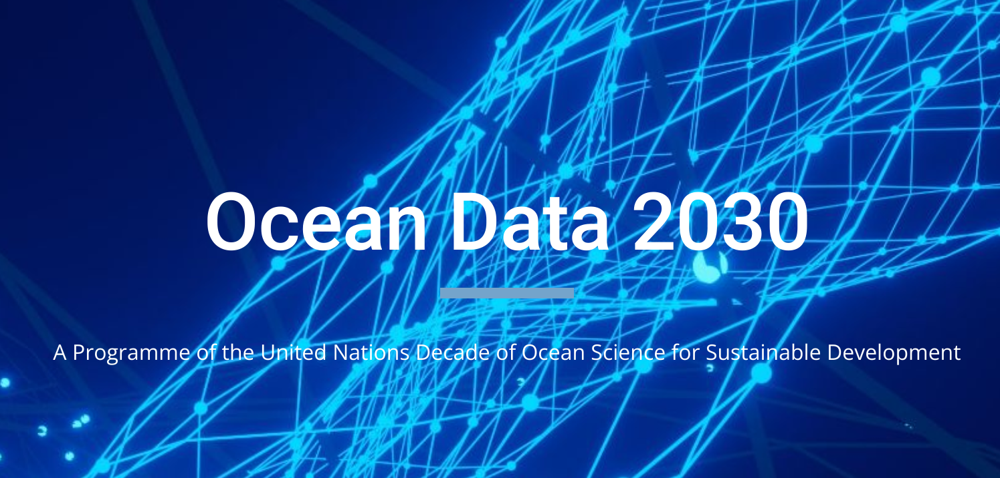 Ocean Data 2030
A Programme of the United Nations Decade of Ocean Science for Sustainable Development